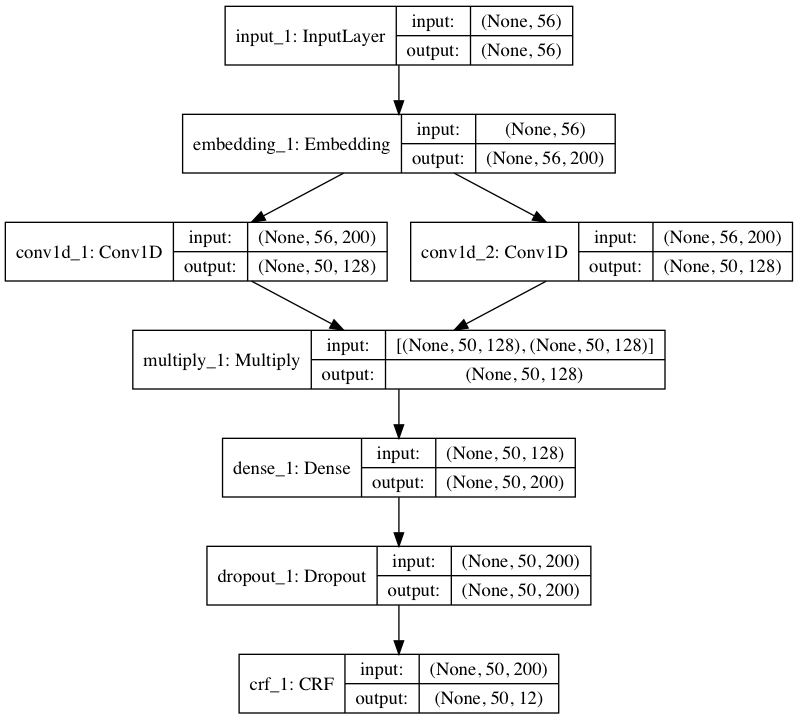 input_1: InputLayer
input: (None, 56)
output: (None, 56)
embedding_1: Embedding
input: (None, 56)
output: (None, 56, 200)
conv1d_1: Conv1D
input: (None, 56, 200)
output: (None, 50, 128)
conv1d_2: Conv1D
input: (None, 56, 200)
output: (None, 50, 128)
multiply_1: Multiply
input: [(None, 50, 128), (None, 50, 128)]
output: (None, 50, 128)
dense_1: Dense
input: (None, 50, 128)
output: (None, 50, 200)
dropout_1: Dropout
input: (None, 50, 200)
output: (None, 50, 200)
crf_1: CRF
input: (None, 50, 200)
output: (None, 50, 12)